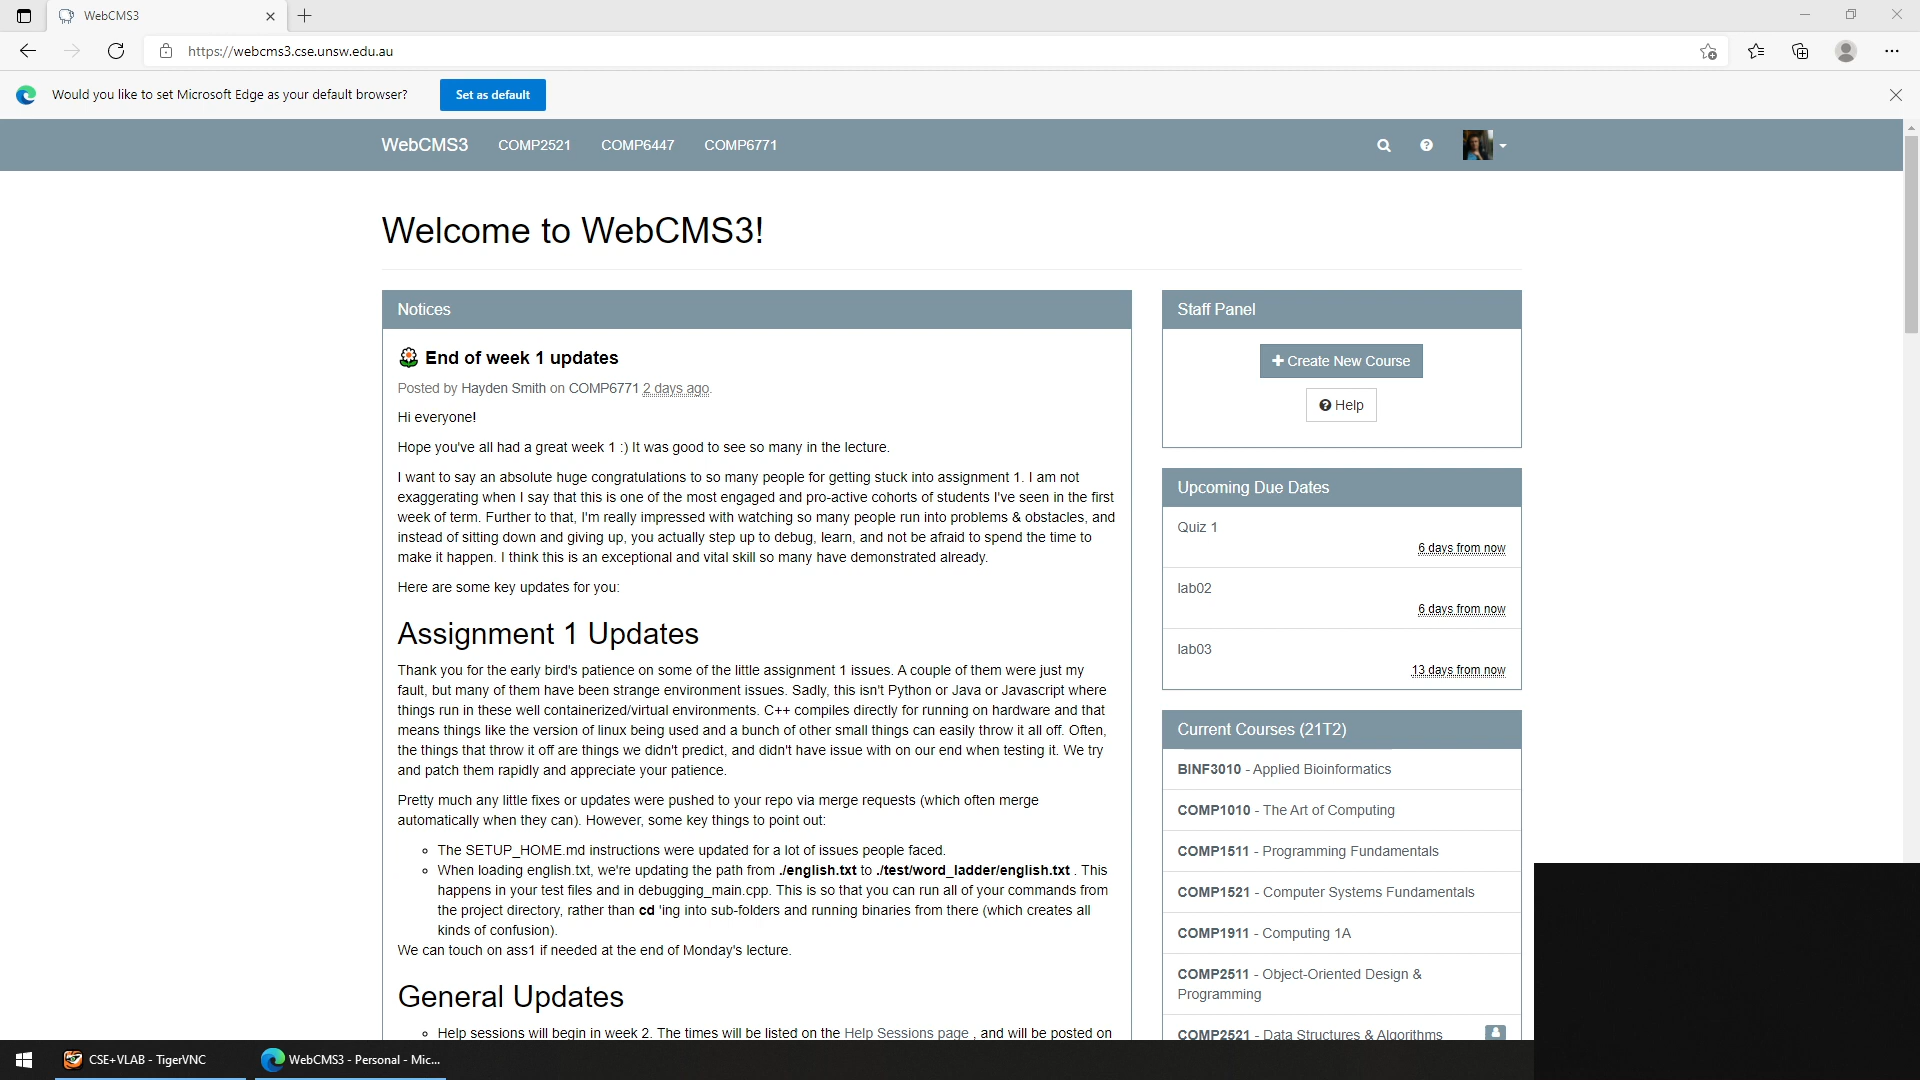 WebCMS3
https://webcms3.cse.unsw.edu.au
Would you like to set Microsoft Edge as your default browser?
Set as default
WebCMS3 COMP2521 COMP6447 COMP6771
Welcome to WebCMS3!
Notices
End of week 1 updates
Posted by Hayden Smith on COMP6771 2 days ago.
Hi everyone!
Hope you've all had a great week 1 :) It was good to see so many in the lecture.
I want to say an absolute huge congratulations to so many people for getting stuck into assignment 1. I am not
exaggerating when I say that this is one of the most engaged and pro-active cohorts of students I've seen in the first
week of term. Further to that, I'm really impressed with watching so many people run into problems & obstacles, and
instead of sitting down and giving up, you actually step up to debug, learn, and not be afraid to spend the time to
make it happen. I think this is an exceptional and vital skill so many have demonstrated already.
Here are some key updates for you:
Assignment 1 Updates
Thank you for the early bird's patience on some of the little assignment 1 issues. A couple of them were just my
fault, but many of them have been strange environment issues. Sadly, this isn't Python or Java or Javascript where
things run in these well containerized/virtual environments. C++ compiles directly for running on hardware and that
means things like the version of linux being used and a bunch of other small things can easily throw it all off. Often,
the things that throw it off are things we didn't predict, and didn't have issue with on our end when testing it. We try
and patch them rapidly and appreciate your patience.
Pretty much any little fixes or updates were pushed to your repo via merge requests (which often merge
automatically when they can). However, some key things to point out:
The SETUP_HOME.md instructions were updated for a lot of issues people faced.
When loading english.txt, we're updating the path from ./english.txt to ./test/word_ladder/english.txt . This
happens in your test files and in debugging_main.cpp. This is so that you can run all of your commands from
the project directory, rather than cd 'ing into sub-folders and running binaries from there (which creates all
kinds of confusion).
We can touch on ass1 if needed at the end of Monday's lecture.
General Updates
Help sessions will begin in week 2. The times will be listed on the Help Sessions page , and will be posted on
Staff Panel
Create New Course
Help
Upcoming Due Dates
Quiz 1
6 days from now
lab02
6 days from now
lab03
13 days from now
Current Courses (21T2)
BINF3010 - Applied Bioinformatics
COMP1010 - The Art of Computing
COMP1511 - Programming Fundamentals
COMP1521 - Computer Systems Fundamentals
COMP1911 - Computing 1A
COMP2511 - Object-Oriented Design &
Programming
COMP2521 - Data Structures & Algorithms
CSE+VLAB - TigerVNC
WebCMS3 - Personal - Mic...